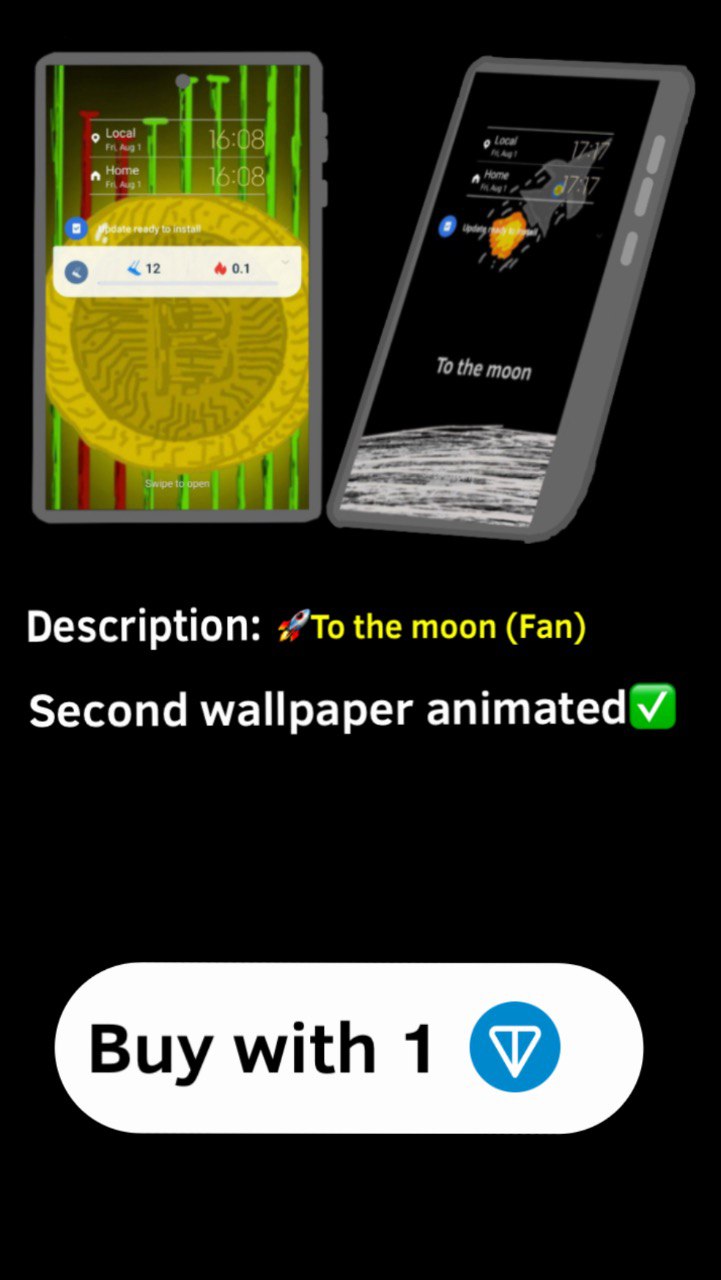 Local
Fri, Aug 1
16:08
Home
Fri, Aug 1
16:08
Update ready to install
12
0.1
Swipe to open
Local
Fri, Aug 1
17:17
Home
Fri, Aug 1
17:17
Update ready to install
To the moon
Description: 🚀To the moon (Fan)
Second wallpaper animated✅
Buy with 1